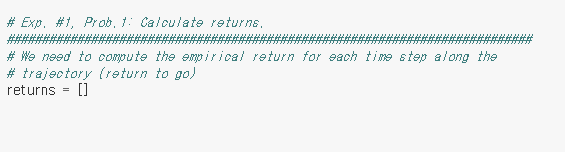 # Exp. #1, Prob.1: Calculate returns.
###########################################################################
# We need to compute the empirical return for each time step along the
# trajectory (return to go)
returns = []